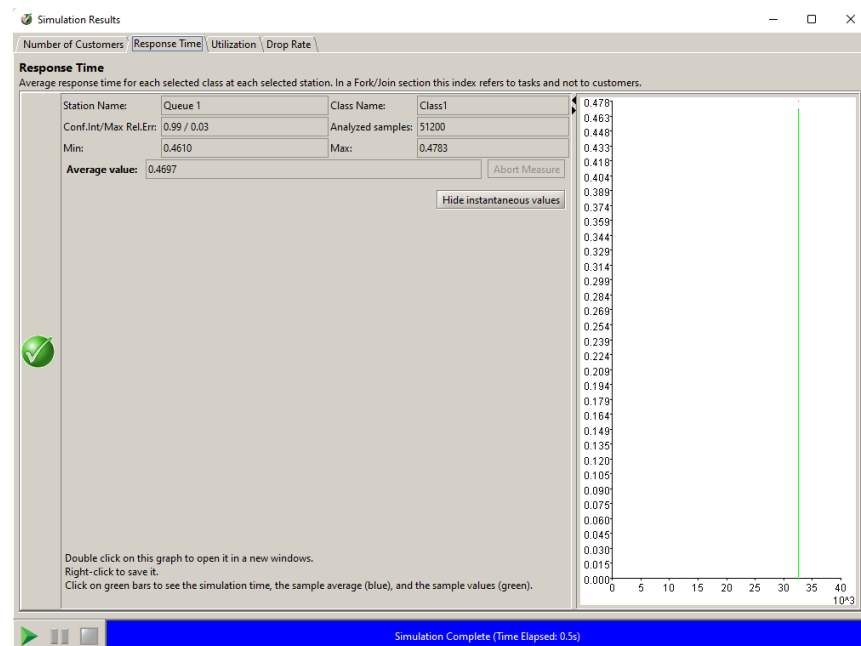 Simulation Results
Number of Customers Response Time Utilization Drop Rate
Response Time
Average response time for each selected class at each selected station. In a Fork/Join section this index refers to tasks and not to customers.
Station Name: Queue 1 Class Name: Class1
Conf.Int/Max Rel.Err: 0.99 / 0.03 Analyzed samples: 51200
Min: 0.4610 Max: 0.4783
Average value: 0.4697 Abort Measure
Hide instantaneous values
Double click on this graph to open it in a new windows.
Right-click to save it.
Click on green bars to see the simulation time, the sample average (blue), and the sample values (green).
0.478
0.463
0.448
0.433
0.418
0.404
0.389
0.374
0.359
0.344
0.329
0.314
0.299
0.284
0.269
0.254
0.239
0.224
0.209
0.194
0.179
0.164
0.149
0.135
0.120
0.105
0.090
0.075
0.060
0.045
0.030
0.015
0.000
0 5 10 15 20 25 30 35 40
10^3
Simulation Complete (Time Elapsed: 0.5s)